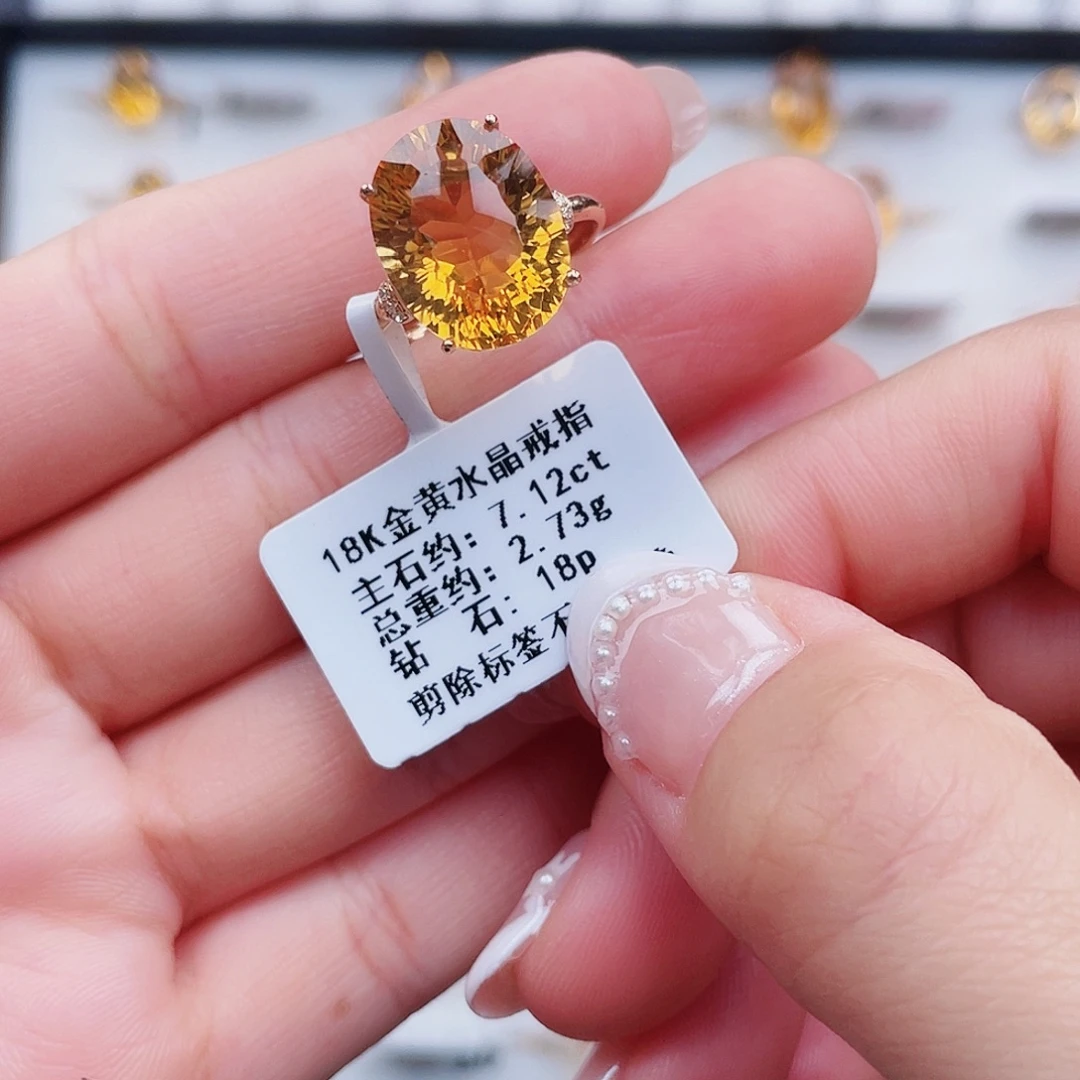 18K金黄水晶戒指
主石约: 7.12ct
总重约: 2.73g
钻 石: 18p
剪除标签不